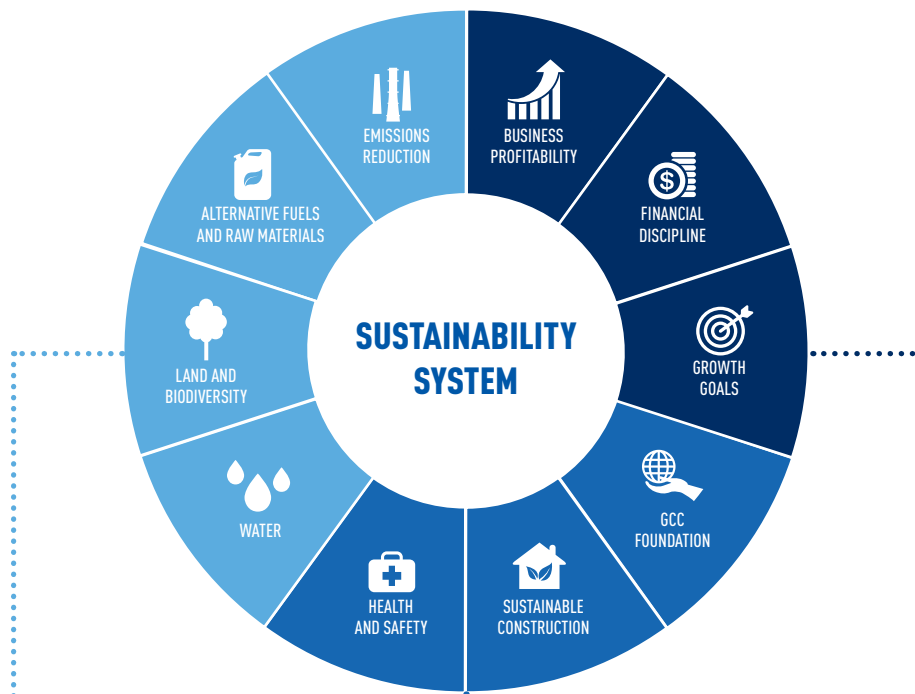 SUSTAINABILITY
SYSTEM
BUSINESS
PROFITABILITY
$
FINANCIAL
DISCIPLINE
GROWTH
GOALS
GCC
FOUNDATION
SUSTAINABLE
CONSTRUCTION
HEALTH
AND SAFETY
WATER
LAND AND
BIODIVERSITY
ALTERNATIVE FUELS
AND RAW MATERIALS
EMISSIONS
REDUCTION